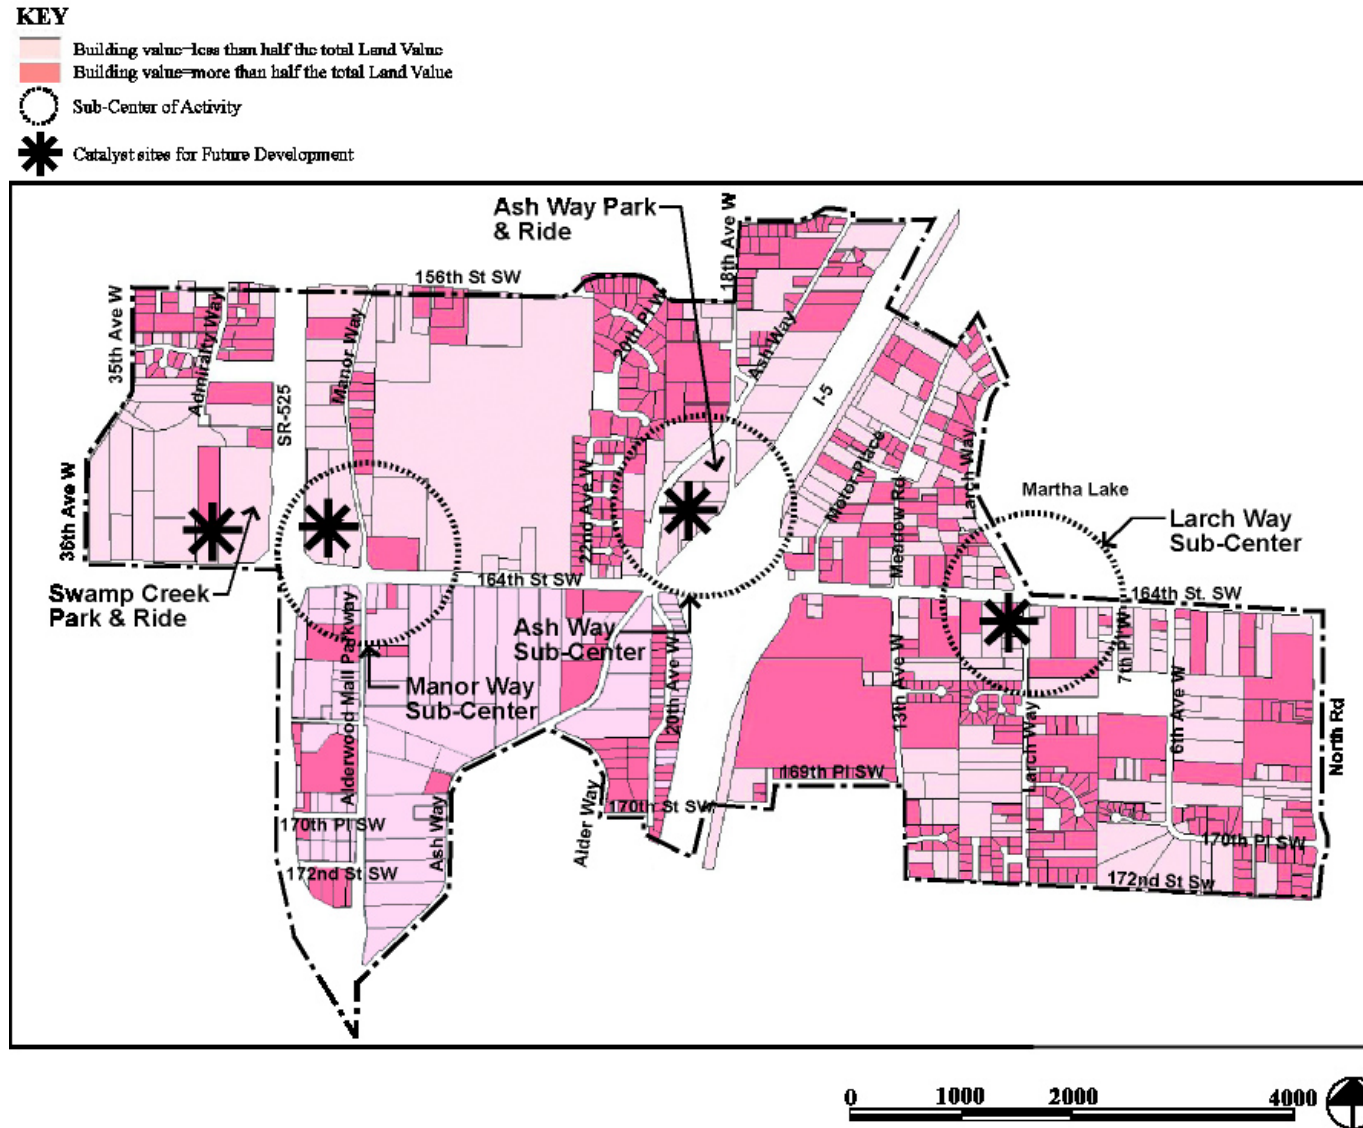 KEY
Building value=less than half the total Land Value
Building value=more than half the total Land Value
Sub-Center of Activity
Catalyst sites for Future Development
Ash Way Park
& Ride
18th Ave W
156th St SW
35th Ave W
Admiralty Way
Manor Way
20th Pl W
Ash Way
SR-525
I-5
36th Ave W
22nd Ave W
Motor Place
Meadow Rd
Larch Way
Martha Lake
Larch Way
Sub-Center
Swamp Creek
Park & Ride
164th St SW
164th St. SW
Ash Way
Sub-Center
Manor Way
Sub-Center
Alderwood Mall Parkway
20th Ave W
13th Ave W
7th Pl W
6th Ave W
Larch Way
North Rd
169th Pl SW
170th St SW
170th Pl SW
Ash Way
Alder Way
170th Pl SW
172nd St SW
172nd St Sw
0 1000 2000 4000